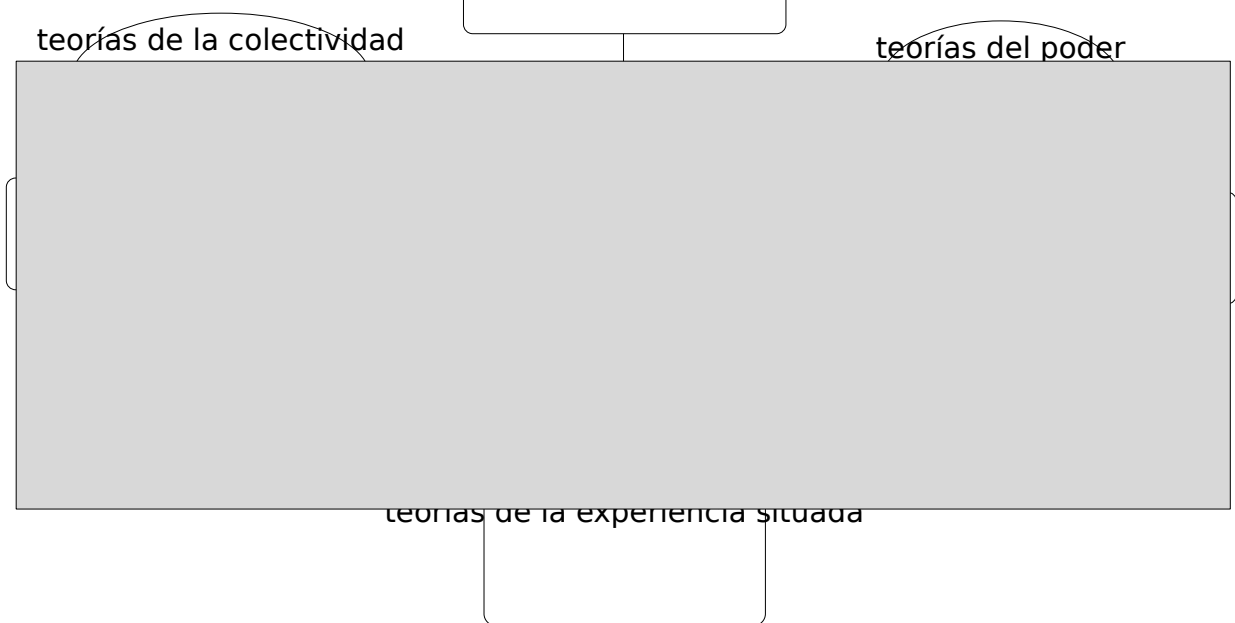 teorías de la colectividad
teorías del poder
teorías de la experiencia situada